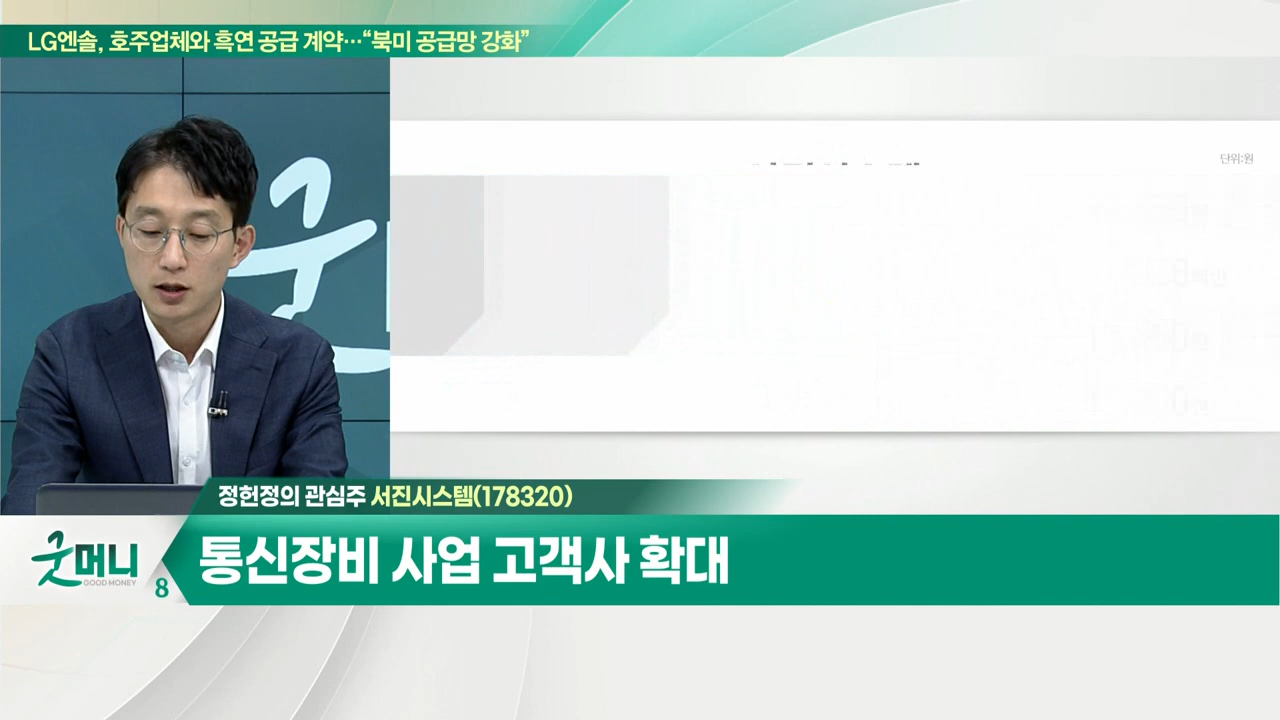 LG엔솔, 호주업체와 흑연 공급 계약…“북미 공급망 강화”
단위:원
정헌정의 관심주 서진시스템(178320)
굿머니
GOOD MONEY
8
통신장비 사업 고객사 확대